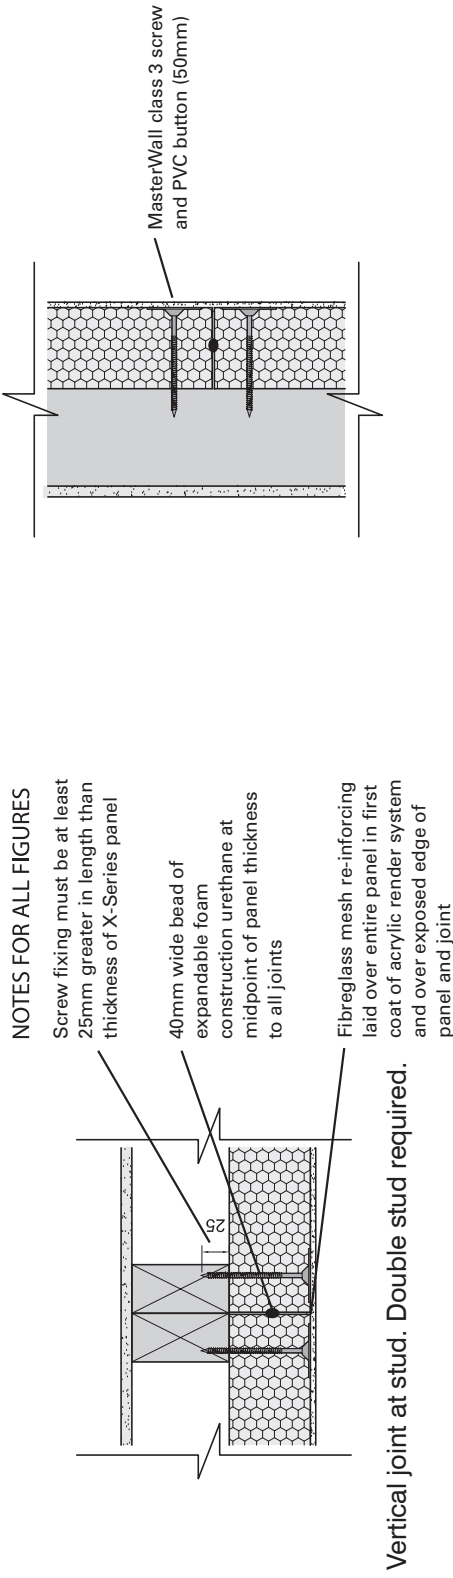 NOTES FOR ALL FIGURES
Screw fixing must be at least
25mm greater in length than
thickness of X-Series panel
40mm wide bead of
expandable foam
construction urethane at
midpoint of panel thickness
to all joints
Fibreglass mesh re-inforcing
laid over entire panel in first
coat of acrylic render system
and over exposed edge of
panel and joint
25
Vertical joint at stud. Double stud required.
MasterWall class 3 screw
and PVC button (50mm)